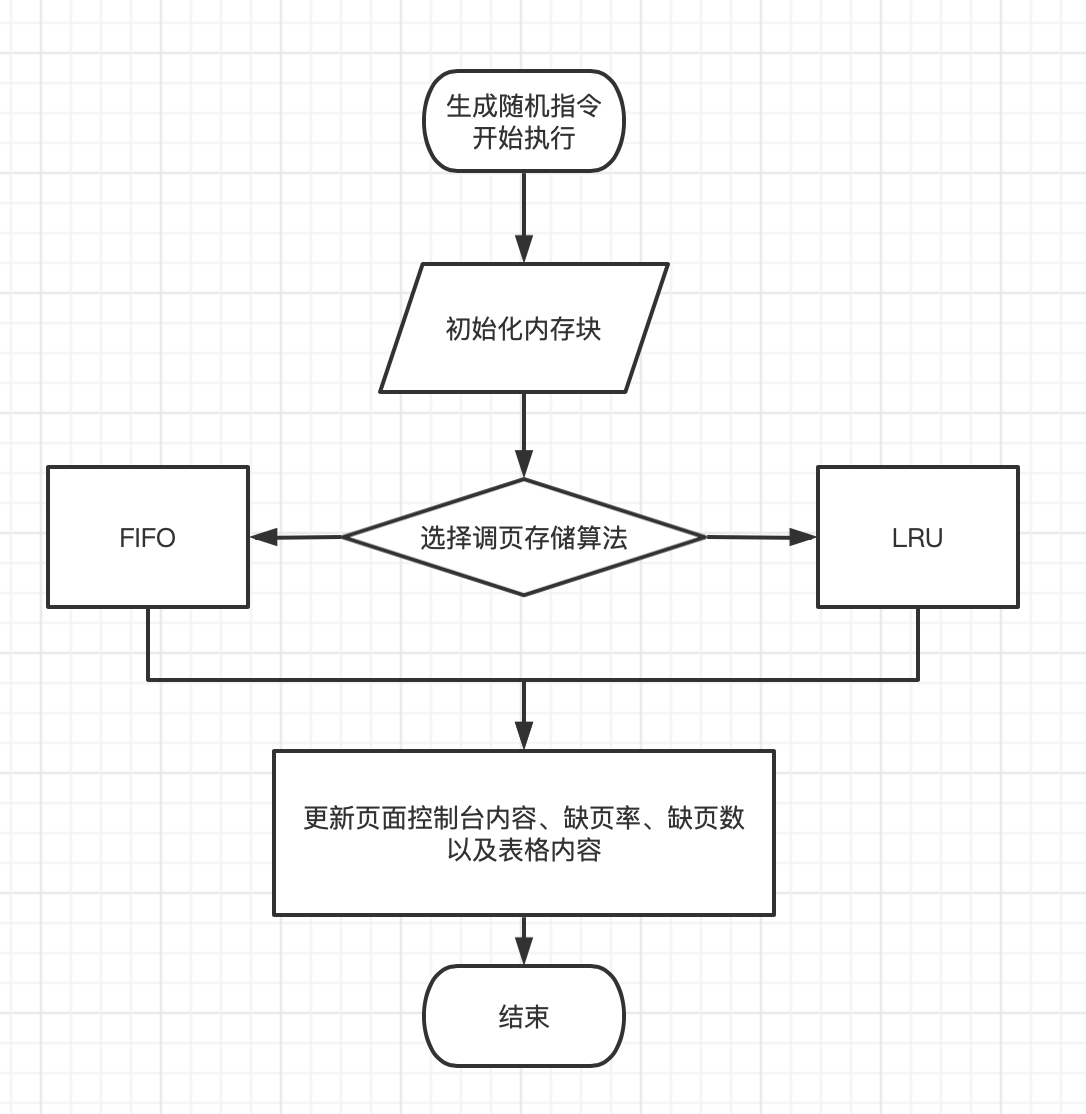 生成随机指令
开始执行
初始化内存块
FIFO
选择调页存储算法
LRU
更新页面控制台内容、缺页率、缺页数
以及表格内容
结束